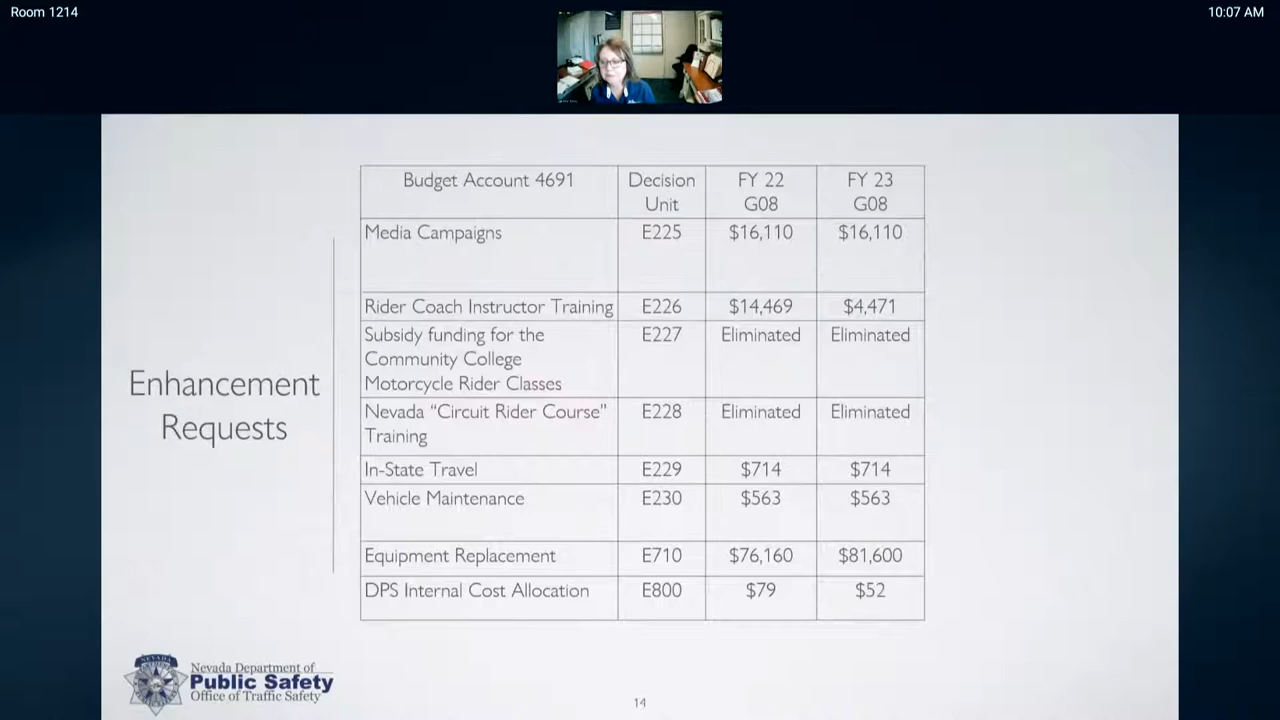 Room 1214
10:07 AM
Enhancement
Requests
Budget Account 4691
Decision
Unit
FY 22
G08
FY 23
G08
Media Campaigns
E225
$16,110
$16,110
Rider Coach Instructor Training
E226
$14,469
$4,471
Subsidy funding for the
Community College
Motorcycle Rider Classes
E227
Eliminated
Eliminated
Nevada “Circuit Rider Course”
Training
E228
Eliminated
Eliminated
In-State Travel
E229
$714
$714
Vehicle Maintenance
E230
$563
$563
Equipment Replacement
E710
$76,160
$81,600
DPS Internal Cost Allocation
E800
$79
$52
NEVADA
Nevada Department of
Public Safety
Office of Traffic Safety
14